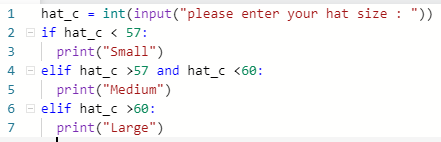 1 hat_c = int(input("please enter your hat size : "))
2 if hat_c < 57:
3 print("Small")
4 elif hat_c >57 and hat_c <60:
5 print("Medium")
6 elif hat_c >60:
7 print("Large")